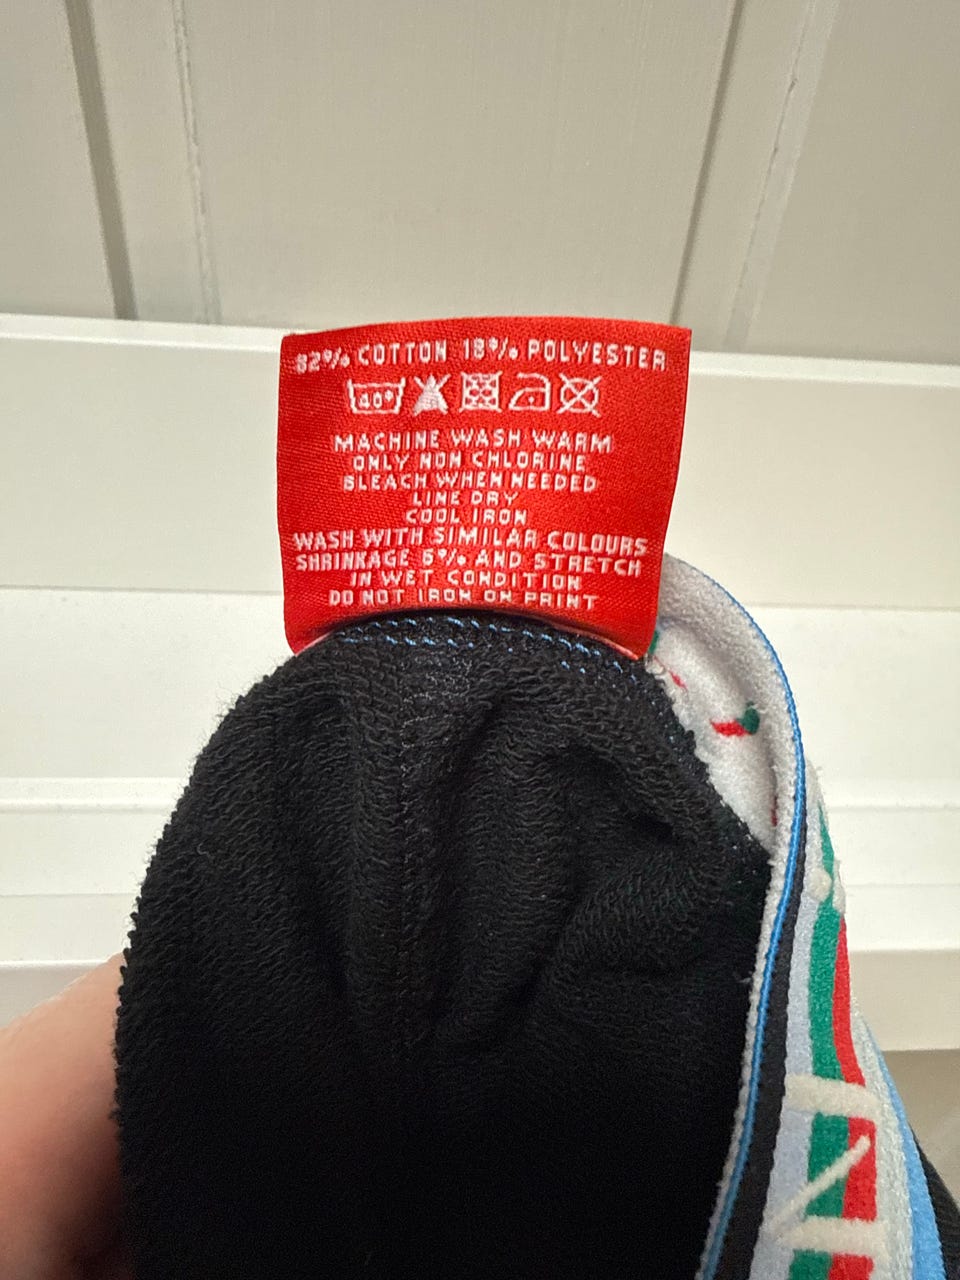 82% COTTON 18% POLYESTER
40°
MACHINE WASH WARM
ONLY NON CHLORINE
BLEACH WHEN NEEDED
LINE DRY
COOL IRON
WASH WITH SIMILAR COLOURS
SHRINKAGE 5% AND STRETCH
IN WET CONDITION
DO NOT IRON ON PRINT